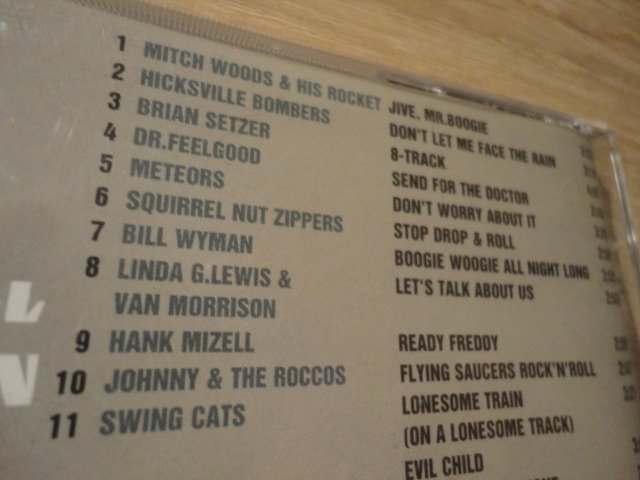 1 MITCH WOODS & HIS ROCKET JIVE, MR.BOOGIE
2 HICKSVILLE BOMBERS DON'T LET ME FACE THE RAIN
3 BRIAN SETZER 8-TRACK
4 DR.FEELGOOD SEND FOR THE DOCTOR
5 METEORS DON'T WORRY ABOUT IT
6 SQUIRREL NUT ZIPPERS STOP DROP & ROLL
7 BILL WYMAN BOOGIE WOOGIE ALL NIGHT LONG
8 LINDA G.LEWIS & LET'S TALK ABOUT US
VAN MORRISON
9 HANK MIZELL READY FREDDY
10 JOHNNY & THE ROCCOS FLYING SAUCERS ROCK'N'ROLL
11 SWING CATS LONESOME TRAIN
(ON A LONESOME TRACK)
EVIL CHILD